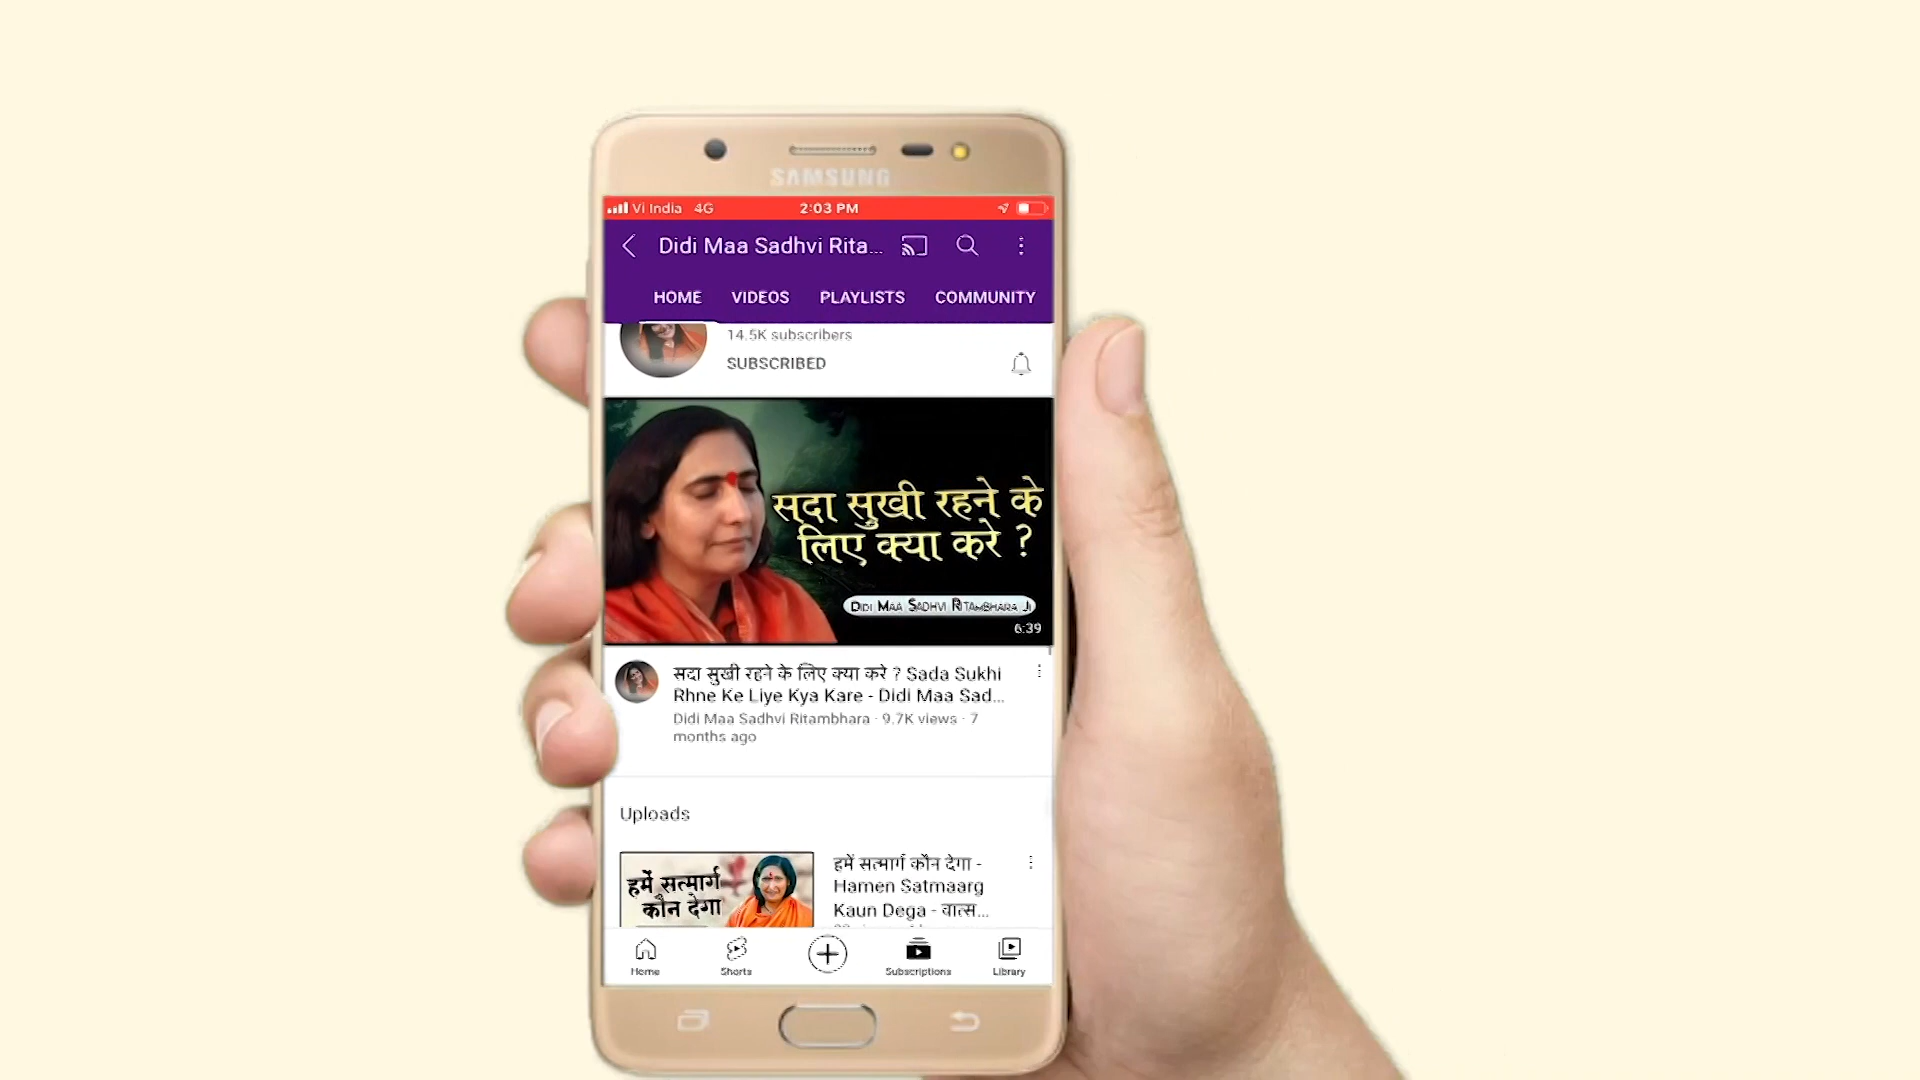 SAMSUNG
Vi India 4G 2:03 PM
Didi Maa Sadhvi Rita...
HOME VIDEOS PLAYLISTS COMMUNITY
14.5K subscribers
SUBSCRIBED
सदा सुखी रहने के
लिए क्या करे ?
Didi Maa Sadhvi Ritambhara Ji
6:39
सदा सुखी रहने के लिए क्या करे ? Sada Sukhi
Rhne Ke Liye Kya Kare - Didi Maa Sad...
Didi Maa Sadhvi Ritambhara · 9.7K views · 7
months ago
Uploads
हमें सत्मार्ग
कौन देगा
हमें सत्मार्ग कौन देगा -
Hamen Satmaarg
Kaun Dega - वात्स...
Home Shorts Subscriptions Library